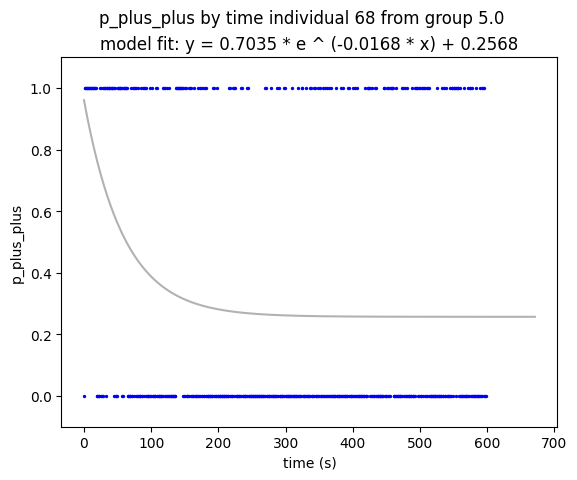 p_plus_plus by time individual 68 from group 5.0
model fit: y = 0.7035 * e ^ (-0.0168 * x) + 0.2568
1.0
0.8
0.6
0.4
0.2
0.0
p_plus_plus
0 100 200 300 400 500 600 700
time (s)